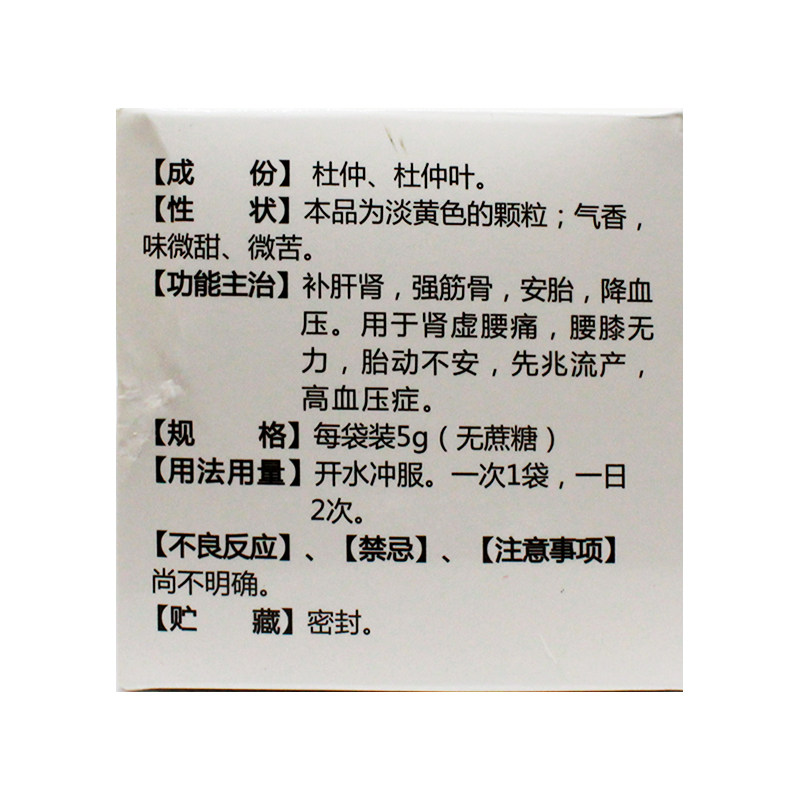 【成　　份】杜仲、杜仲叶。
【性　　状】本品为淡黄色的颗粒；气香，
味微甜、微苦。
【功能主治】补肝肾，强筋骨，安胎，降血
压。用于肾虚腰痛，腰膝无
力，胎动不安，先兆流产，
高血压症。
【规　　格】每袋装5g（无蔗糖）
【用法用量】开水冲服。一次1袋，一日
2次。
【不良反应】、【禁忌】、【注意事项】
尚不明确。
【贮　　藏】密封。